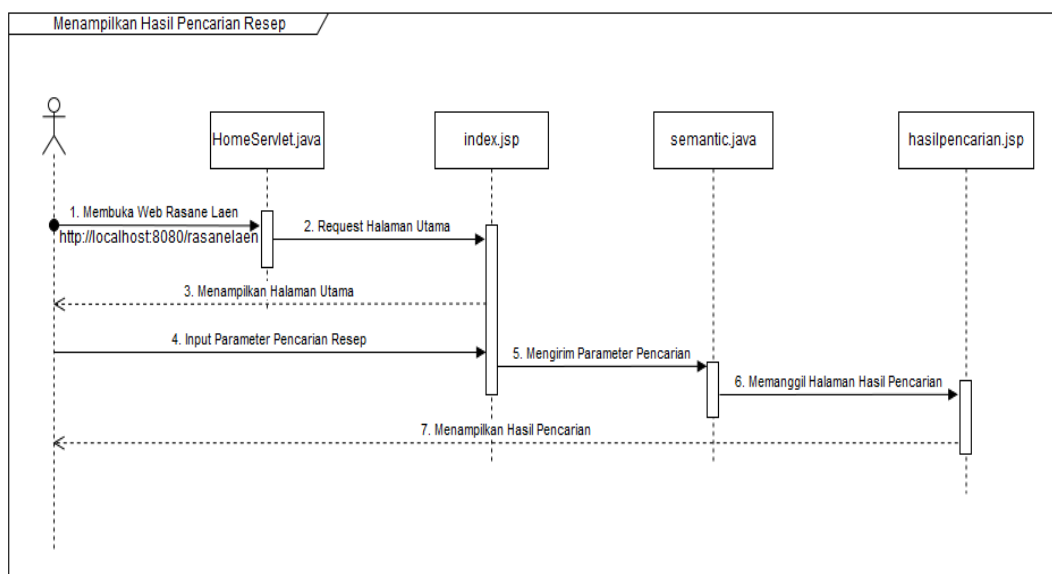 Menampilkan Hasil Pencarian Resep
HomeServlet.java
index.jsp
semantic.java
hasilpencarian.jsp
1. Membuka Web Rasane Laen
http://localhost:8080/rasanelaen
2. Request Halaman Utama
3. Menampilkan Halaman Utama
4. Input Parameter Pencarian Resep
5. Mengirim Parameter Pencarian
6. Memanggil Halaman Hasil Pencarian
7. Menampilkan Hasil Pencarian